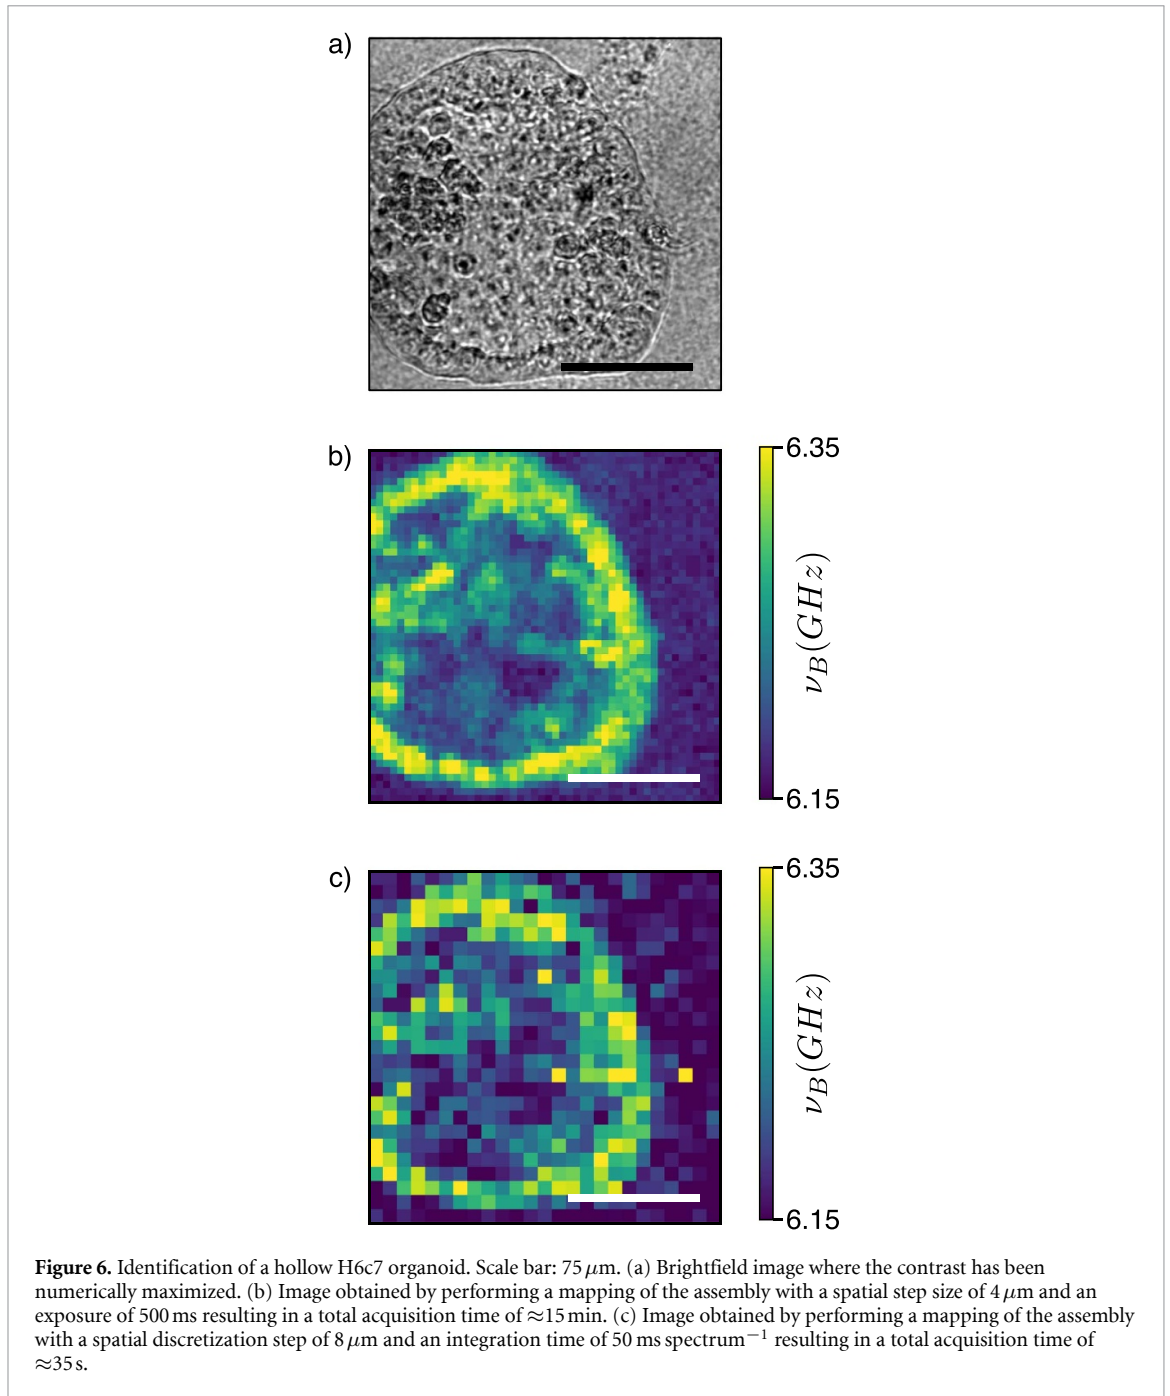 a)
b)
6.35
νB(GHz)
6.15
c)
6.35
νB(GHz)
6.15
Figure 6. Identification of a hollow H6c7 organoid. Scale bar: 75 μm. (a) Brightfield image where the contrast has been
numerically maximized. (b) Image obtained by performing a mapping of the assembly with a spatial step size of 4 μm and an
exposure of 500 ms resulting in a total acquisition time of ≈15 min. (c) Image obtained by performing a mapping of the assembly
with a spatial discretization step of 8 μm and an integration time of 50 ms spectrum⁻¹ resulting in a total acquisition time of
≈35 s.